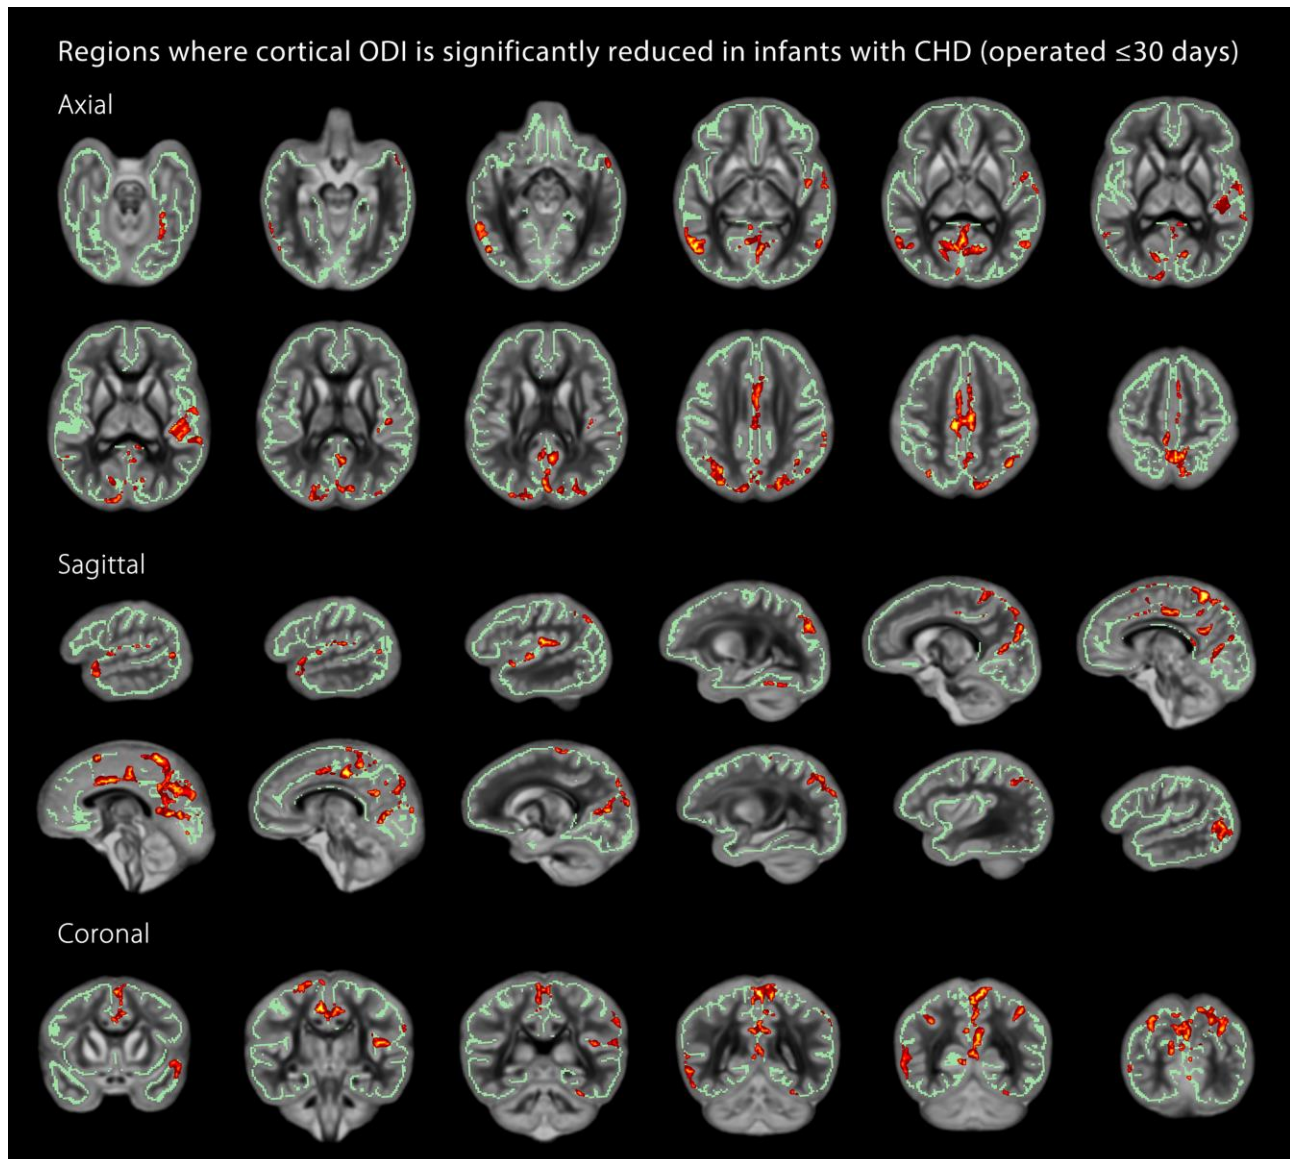 Regions where cortical ODI is significantly reduced in infants with CHD (operated ≤30 days)
Axial
Sagittal
Coronal